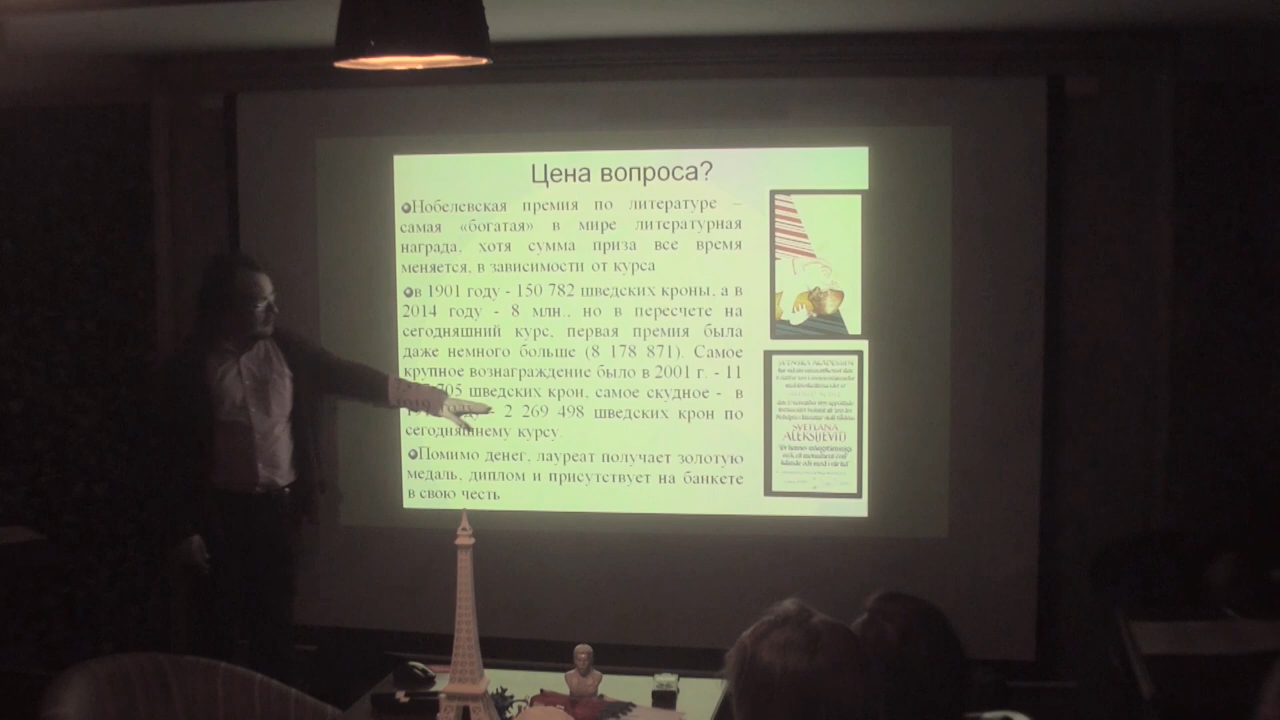 Цена вопроса?
Нобелевская премия по литературе –
самая «богатая» в мире литературная
награда, хотя сумма приза все время
меняется, в зависимости от курса
в 1901 году - 150 782 шведских кроны, а в
2014 году - 8 млн., но в пересчете на
сегодняшний курс, первая премия была
даже немного больше (8 178 871). Самое
крупное вознаграждение было в 2001 г. - 11
705 шведских крон, самое скудное - в
- 2 269 498 шведских крон по
сегодняшнему курсу.
Помимо денег, лауреат получает золотую
медаль, диплом и присутствует на банкете
в свою честь
SVENSKA AKADEMIEN
SVETLANA
ALEKSIJEVITJ